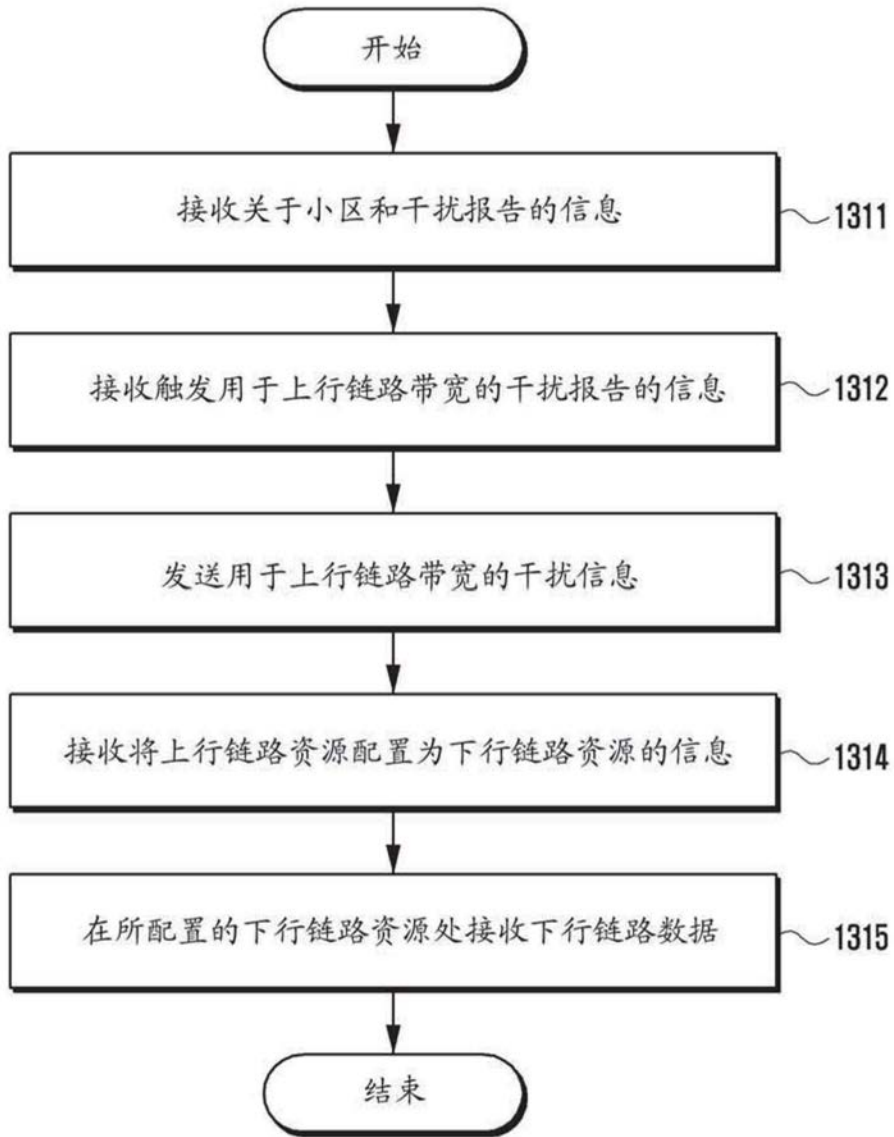 开始
接收关于小区和干扰报告的信息
1311
接收触发用于上行链路带宽的干扰报告的信息
1312
发送用于上行链路带宽的干扰信息
1313
接收将上行链路资源配置为下行链路资源的信息
1314
在所配置的下行链路资源处接收下行链路数据
1315
结束